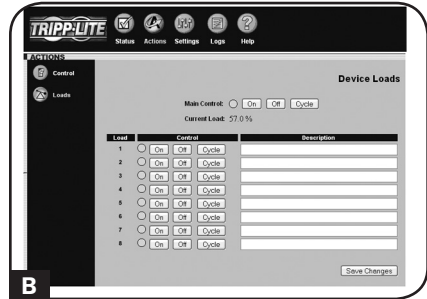 TRIPP·LITE
Status Actions Settings Logs Help
ACTIONS
Control
Loads
Device Loads
Main Control: On Off Cycle
Current Load: 57.0 %
Load Control Description
1 On Off Cycle
2 On Off Cycle
3 On Off Cycle
4 On Off Cycle
5 On Off Cycle
6 On Off Cycle
7 On Off Cycle
8 On Off Cycle
Save Changes
B